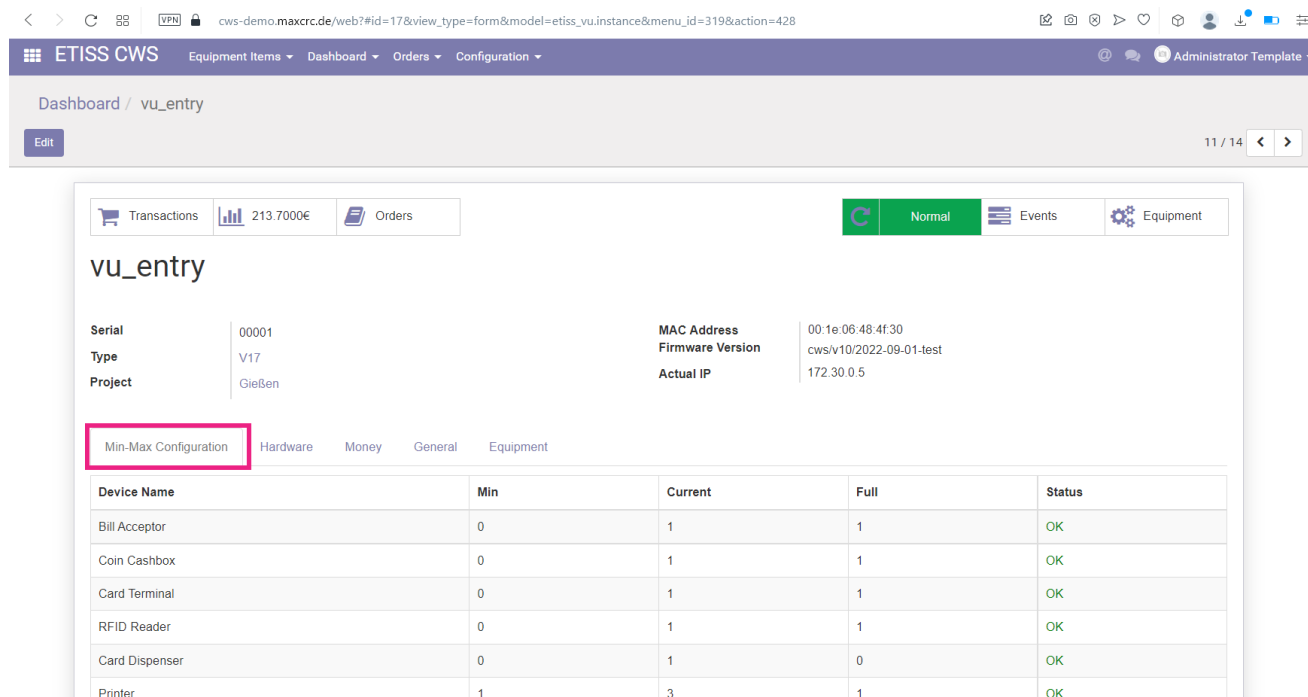 VPN cws-demo.maxcrc.de/web?#id=17&view_type=form&model=etiss_vu.instance&menu_id=319&action=428
ETISS CWS Equipment Items Dashboard Orders Configuration @ Administrator Template
Dashboard / vu_entry
Edit 11 / 14
Transactions 213.7000€ Orders Normal Events Equipment
vu_entry
Serial 00001 MAC Address 00:1e:06:48:4f:30
Type V17 Firmware Version cws/v10/2022-09-01-test
Project Gießen Actual IP 172.30.0.5
Min-Max Configuration Hardware Money General Equipment
Device Name Min Current Full Status
Bill Acceptor 0 1 1 OK
Coin Cashbox 0 1 1 OK
Card Terminal 0 1 1 OK
RFID Reader 0 1 1 OK
Card Dispenser 0 1 0 OK
Printer 1 3 1 OK